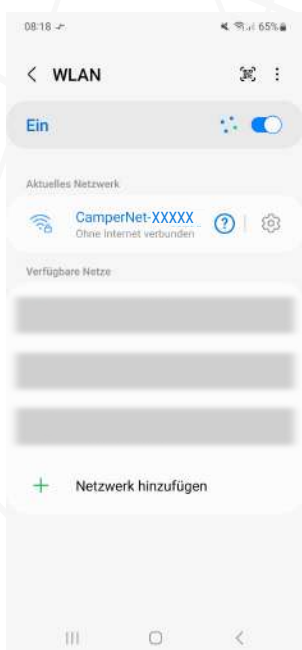 08:18
65%
WLAN
Ein
Aktuelles Netzwerk
CamperNet-XXXXX
Ohne Internet verbunden
Verfügbare Netze
Netzwerk hinzufügen